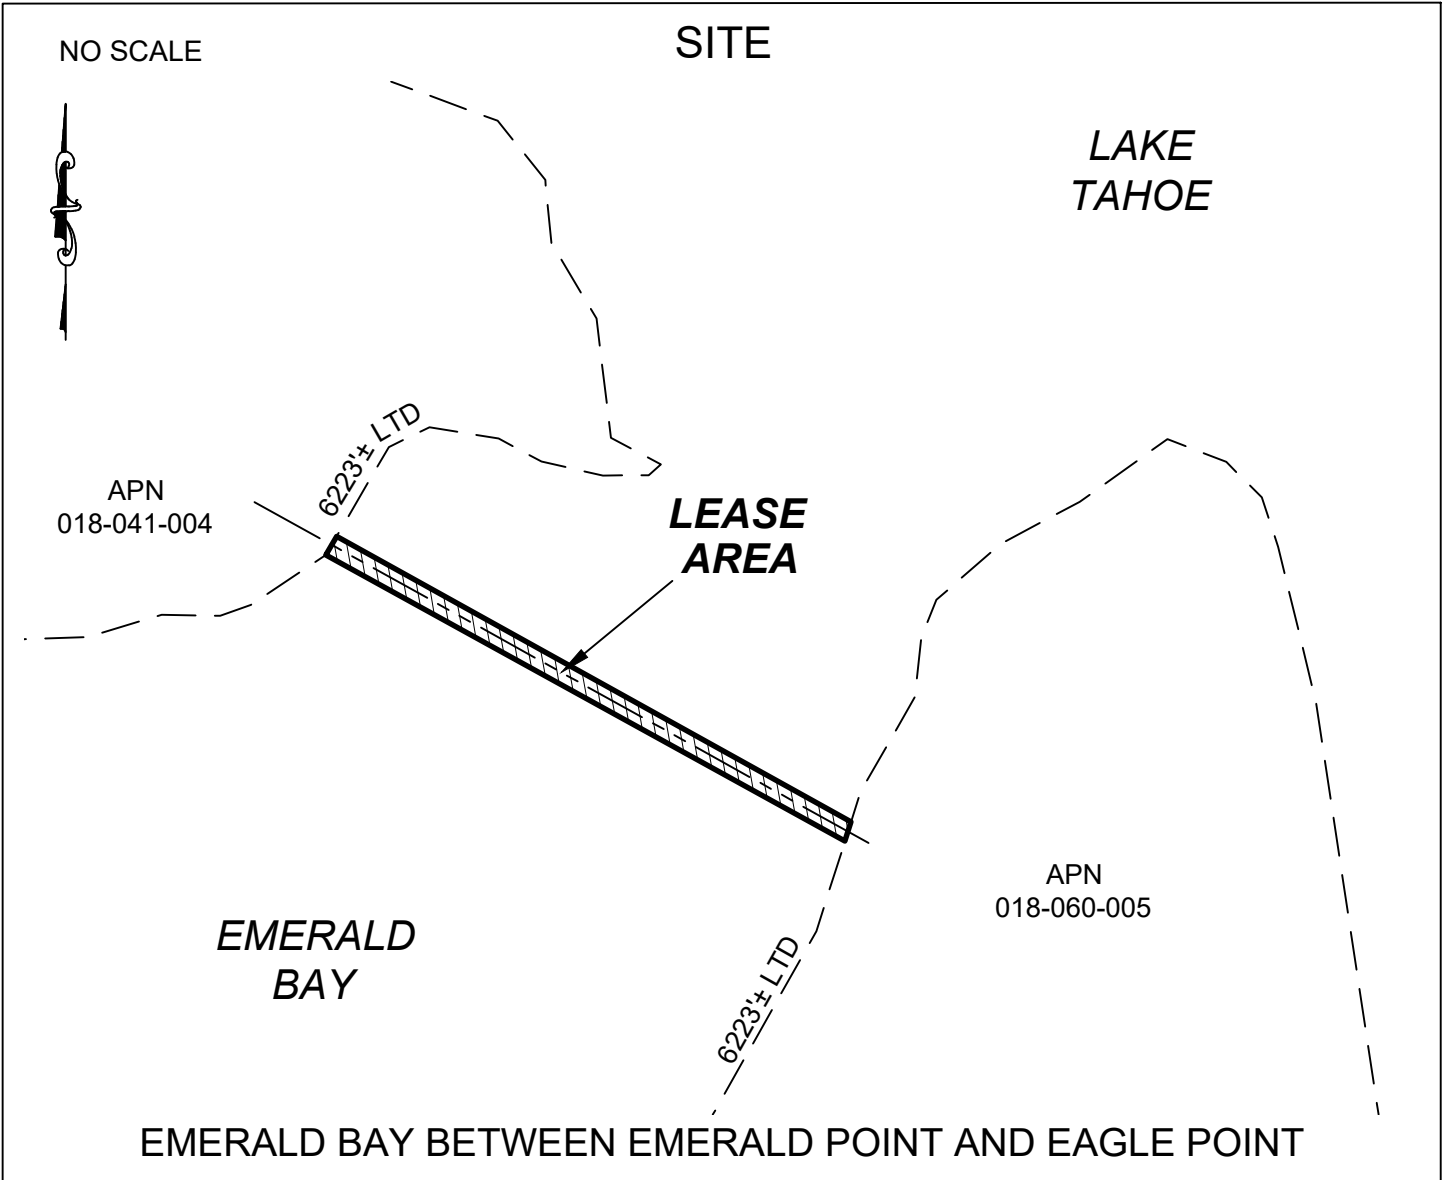 SITE
NO SCALE
LAKE
TAHOE
6223'± LTD
APN
018-041-004
LEASE
AREA
APN
018-060-005
EMERALD
BAY
6223'± LTD
EMERALD BAY BETWEEN EMERALD POINT AND EAGLE POINT